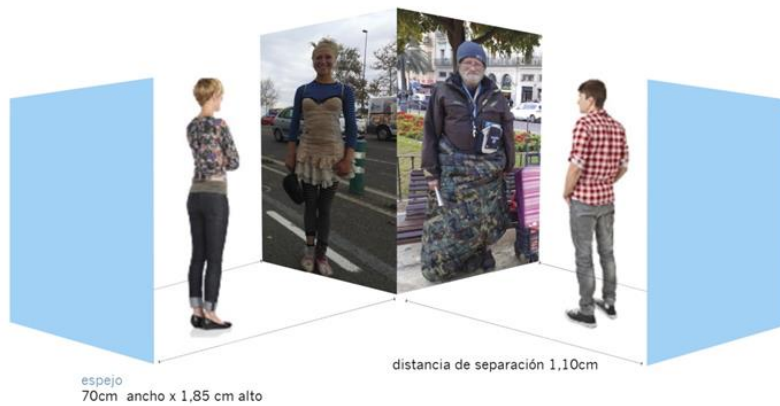 distancia de separación 1,10cm
espejo
70cm ancho x 1,85 cm alto